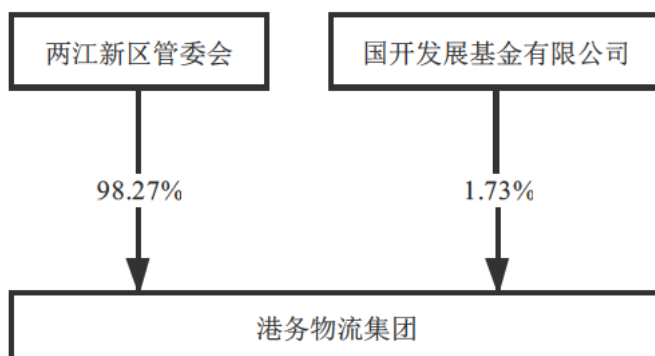 两江新区管委会
国开发展基金有限公司
98.27%
1.73%
港务物流集团